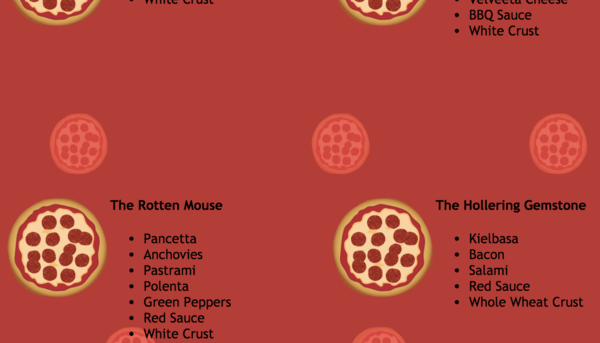 White Crust
Velveeta Cheese
• BBQ Sauce
• White Crust
The Rotten Mouse
• Pancetta
• Anchovies
• Pastrami
• Polenta
• Green Peppers
• Red Sauce
• White Crust
The Hollering Gemstone
• Kielbasa
• Bacon
• Salami
• Red Sauce
• Whole Wheat Crust